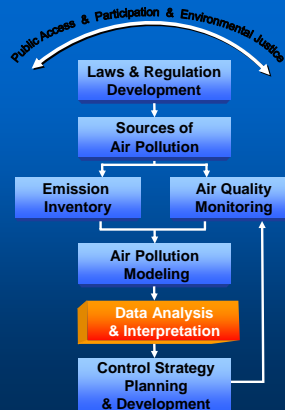 Public Access & Participation & Environmental Justice
Laws & Regulation
Development
Sources of
Air Pollution
Emission
Inventory
Air Quality
Monitoring
Air Pollution
Modeling
Data Analysis
& Interpretation
Control Strategy
Planning
& Development